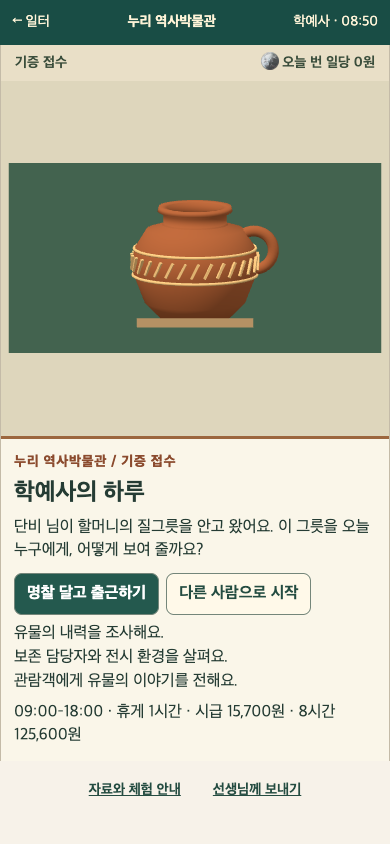 ← 일터 누리 역사박물관 학예사 · 08:50
기증 접수 오늘 번 일당 0원
누리 역사박물관 / 기증 접수
학예사의 하루
단비 님이 할머니의 질그릇을 안고 왔어요. 이 그릇을 오늘
누구에게, 어떻게 보여 줄까요?
명찰 달고 출근하기 다른 사람으로 시작
유물의 내력을 조사해요.
보존 담당자와 전시 환경을 살펴요.
관람객에게 유물의 이야기를 전해요.
09:00-18:00 · 휴게 1시간 · 시급 15,700원 · 8시간
125,600원
자료와 체험 안내 선생님께 보내기